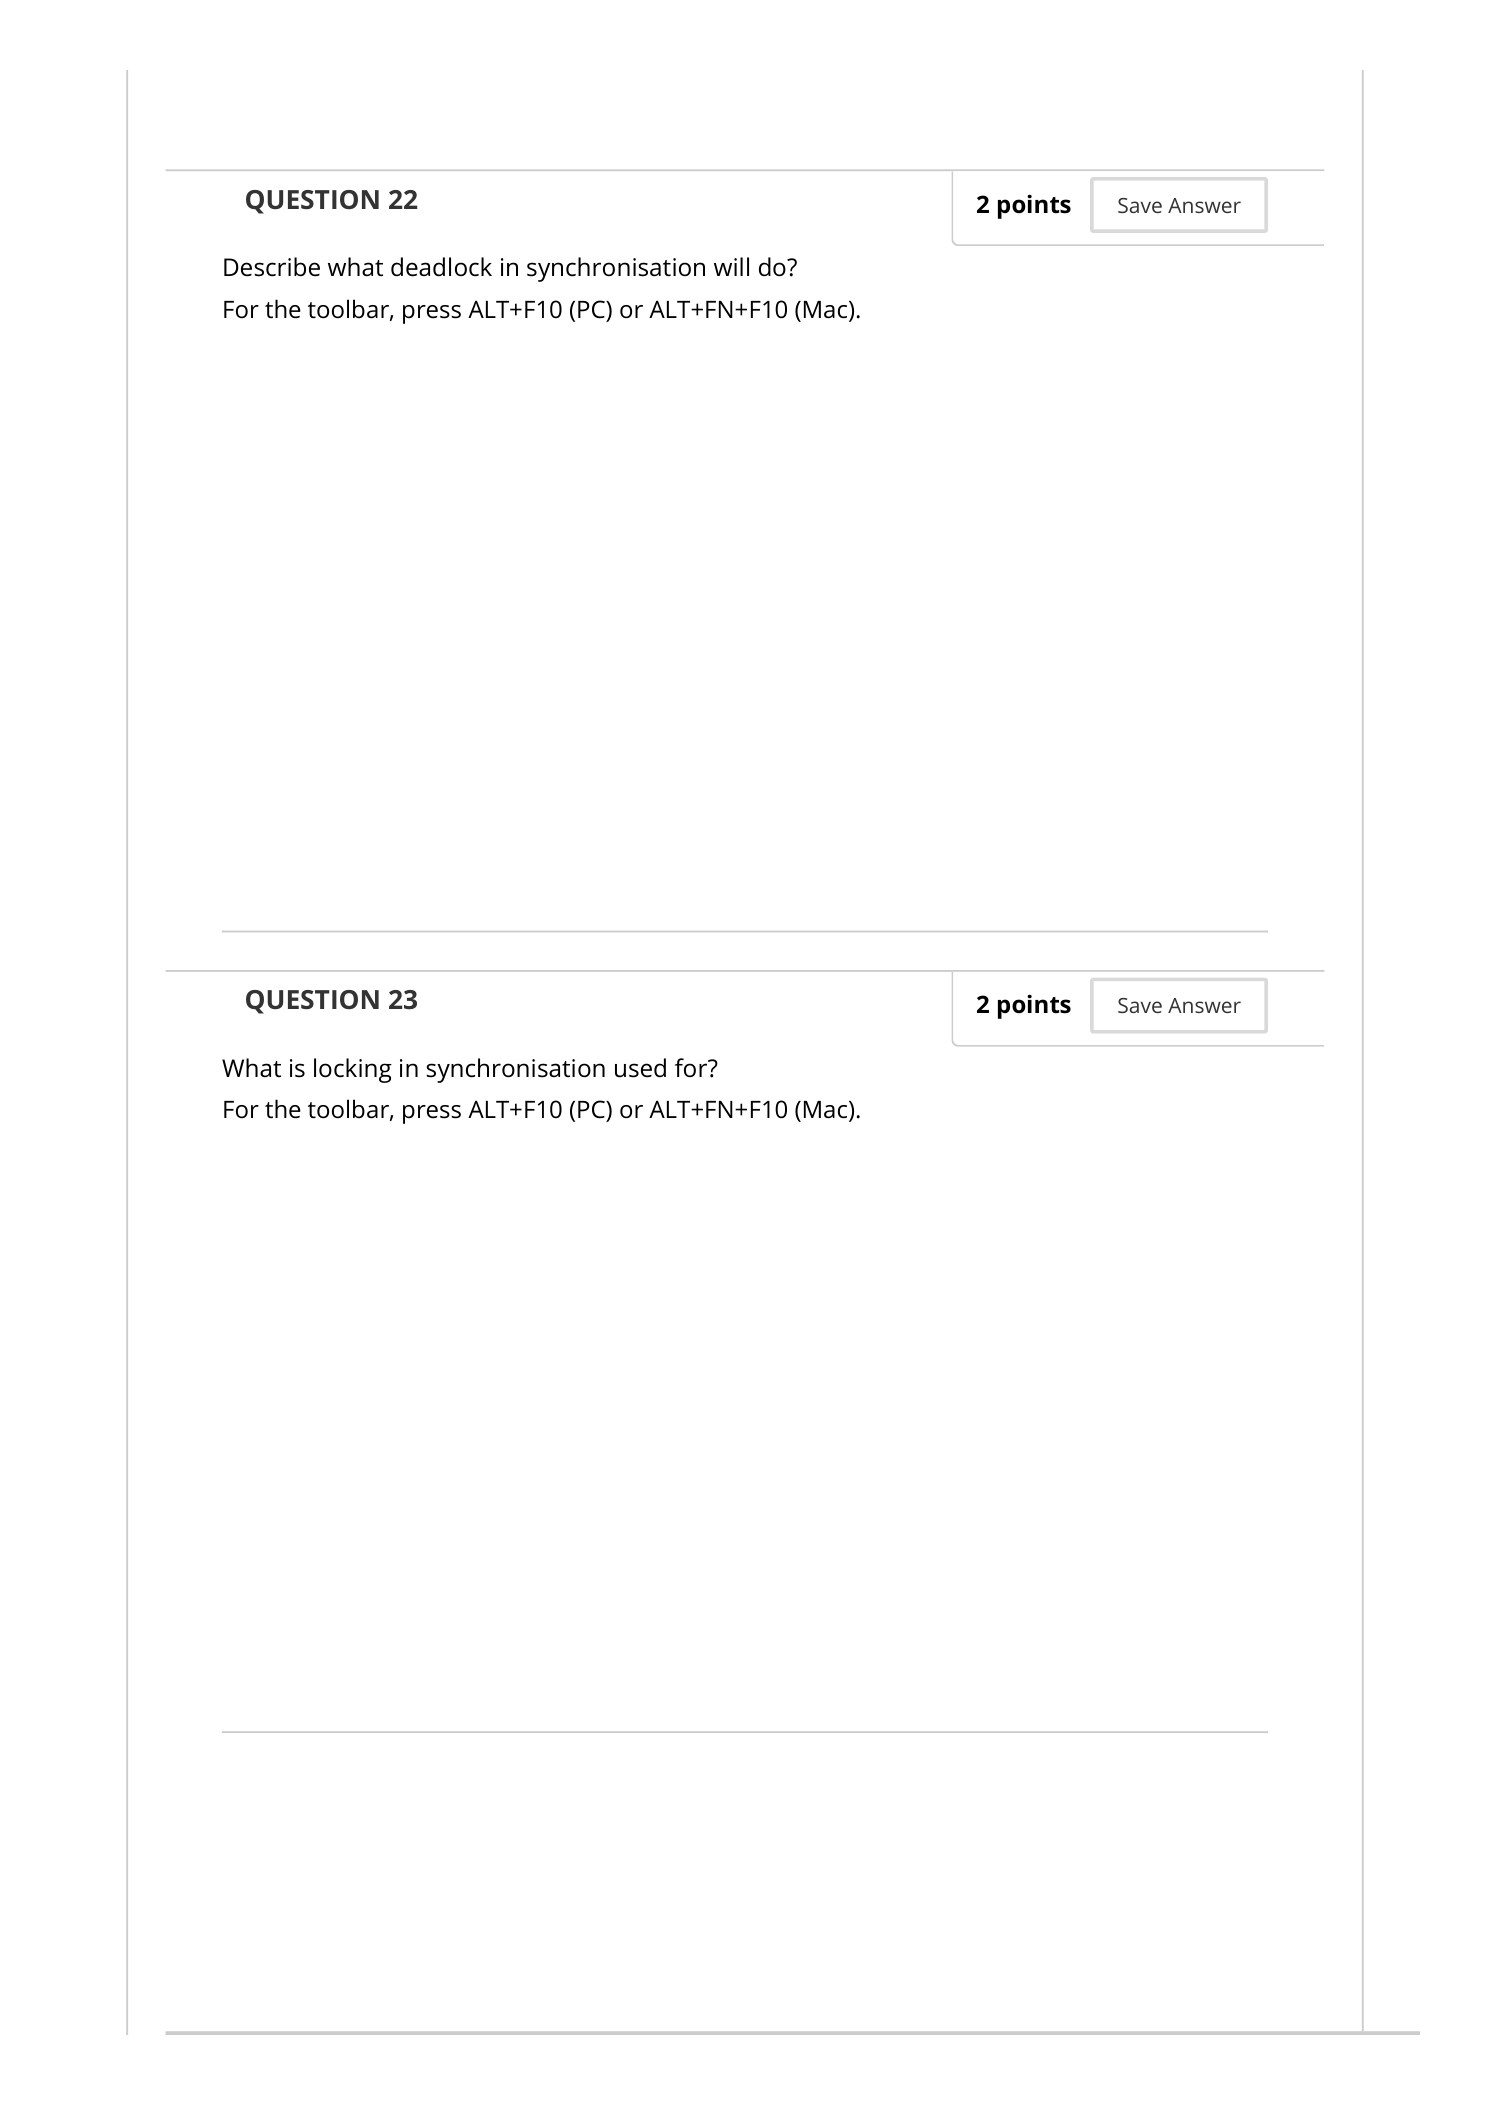 QUESTION 22
2 points
Save Answer
Describe what deadlock in synchronisation will do?
For the toolbar, press ALT+F10 (PC) or ALT+FN+F10 (Mac).
QUESTION 23
2 points
Save Answer
What is locking in synchronisation used for?
For the toolbar, press ALT+F10 (PC) or ALT+FN+F10 (Mac).